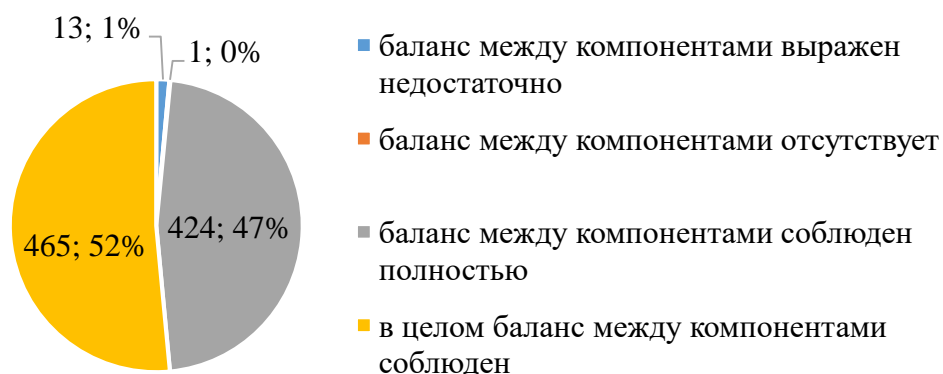 13; 1%
1; 0%
465; 52%
424; 47%
баланс между компонентами выражен
недостаточно
баланс между компонентами отсутствует
баланс между компонентами соблюден
полностью
в целом баланс между компонентами
соблюден